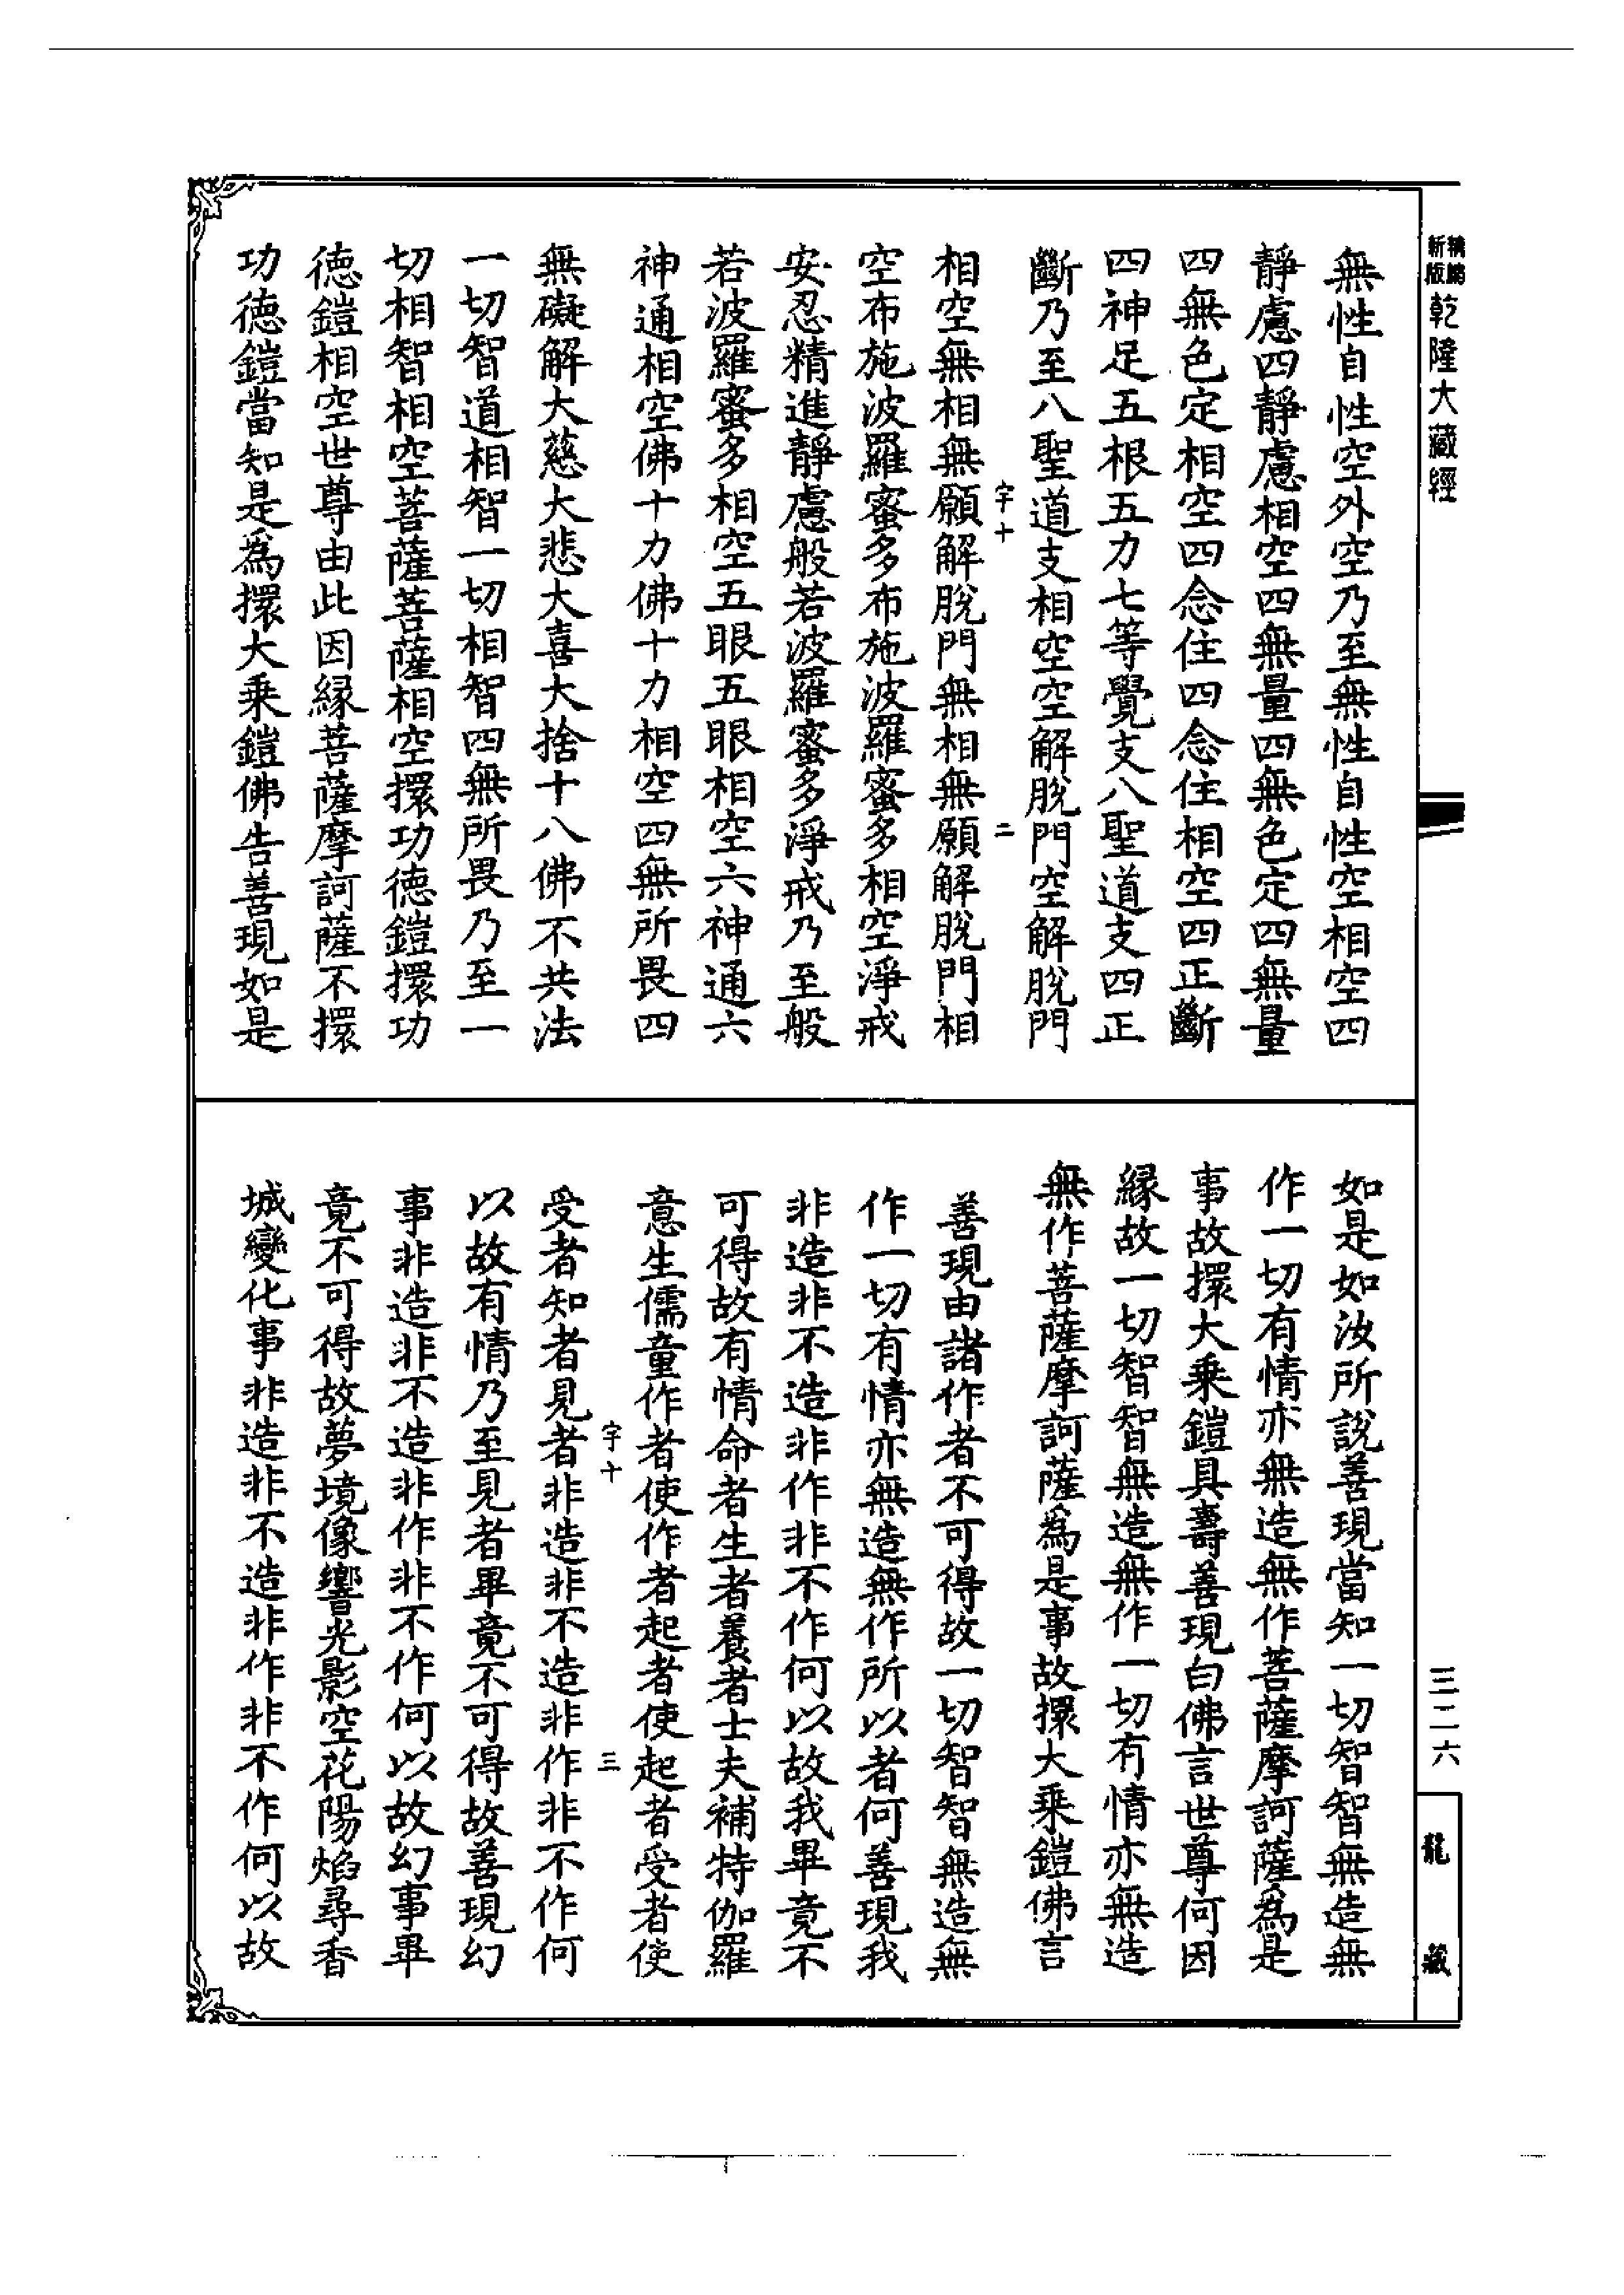 精編新版乾隆大藏經
無性自性空外空乃至無性自性空相空四
靜慮四靜慮相空四無量四無色定四無量
四無色定相空四念住四念住相空四正斷
四神足五根五力七等覺支八聖道支四正
斷乃至八聖道支相空空解脫門空解脫門
字十 二
相空無相無願解脫門無相無願解脫門相
空布施波羅蜜多布施波羅蜜多相空淨戒
安忍精進靜慮般若波羅蜜多淨戒乃至般
若波羅蜜多相空五眼五眼相空六神通六
神通相空佛十力佛十力相空四無所畏四
無礙解大慈大悲大喜大捨十八佛不共法
一切智道相智一切相智四無所畏乃至一
切相智相空菩薩菩薩相空擐功德鎧擐功
德鎧相空世尊由此因緣菩薩摩訶薩不擐
功德鎧當知是為擐大乘鎧佛告善現如是
如是如汝所說善現當知一切智智無造無
作一切有情亦無造無作菩薩摩訶薩為是
事故擐大乘鎧具壽善現白佛言世尊何因
緣故一切智智無造無作一切有情亦無造
無作菩薩摩訶薩為是事故擐大乘鎧佛言
善現由諸作者不可得故一切智智無造無
作一切有情亦無造無作所以者何善現我
非造非不造非作非不作何以故我畢竟不
可得故有情命者生者養者士夫補特伽羅
意生儒童作者使作者起者使起者受者使
字十 三
受者知者見者非造非不造非作非不作何
以故有情乃至見者畢竟不可得故善現幻
事非造非不造非作非不作何以故幻事畢
竟不可得故夢境像響光影空花陽焰尋香
城變化事非造非不造非作非不作何以故
三二六
龍藏